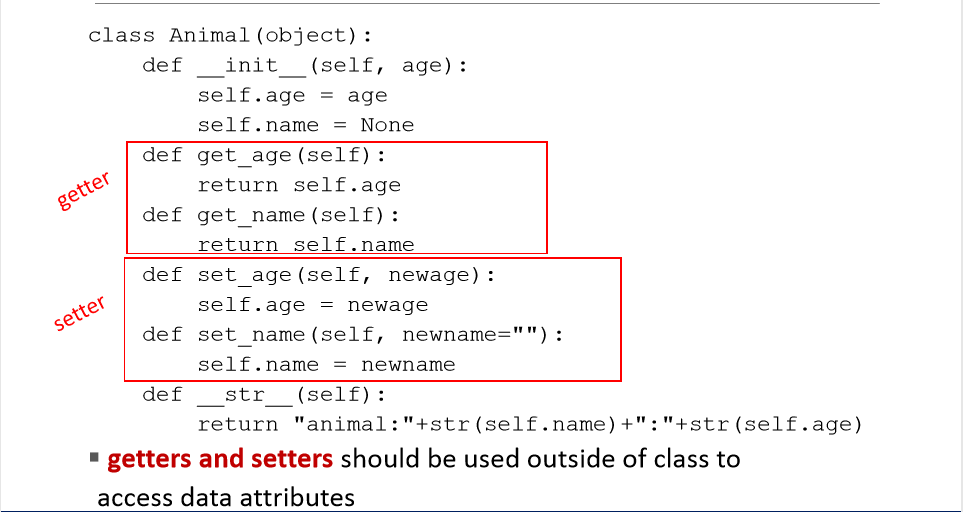 class Animal(object):
    def __init__(self, age):
        self.age = age
        self.name = None
    def get_age(self):
        return self.age
getter
    def get_name(self):
        return self.name
    def set_age(self, newage):
        self.age = newage
setter
    def set_name(self, newname=""):
        self.name = newname
    def __str__(self):
        return "animal:"+str(self.name)+":"+str(self.age)
▪ getters and setters should be used outside of class to
access data attributes